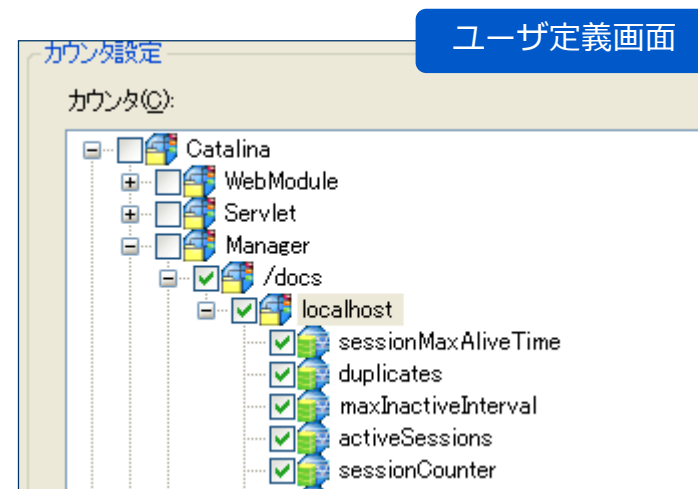 ユーザ定義画面
カウンタ設定
カウンタ(C):
Catalina
WebModule
Servlet
Manager
/docs
localhost
sessionMaxAliveTime
duplicates
maxInactiveInterval
activeSessions
sessionCounter